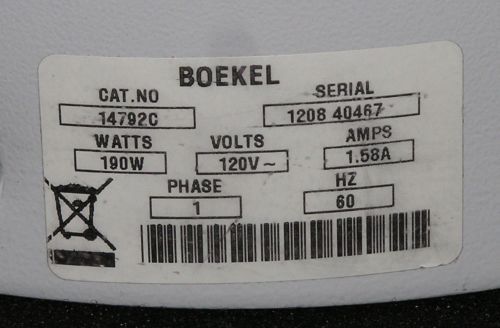 BOEKEL
CAT.NO SERIAL
14792C 1208 40467
WATTS VOLTS AMPS
190W 120V~ 1.58A
PHASE HZ
1 60